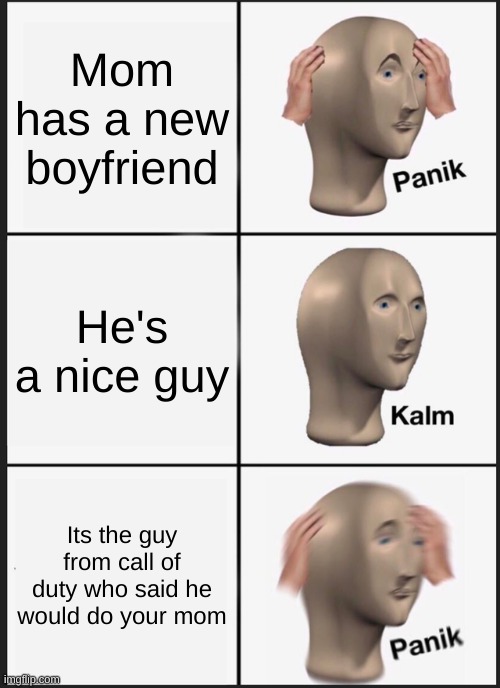 Mom
has a new
boyfriend
Panik
He's
a nice guy
Kalm
Its the guy
from call of
duty who said he
would do your mom
Panik
imgflip.com